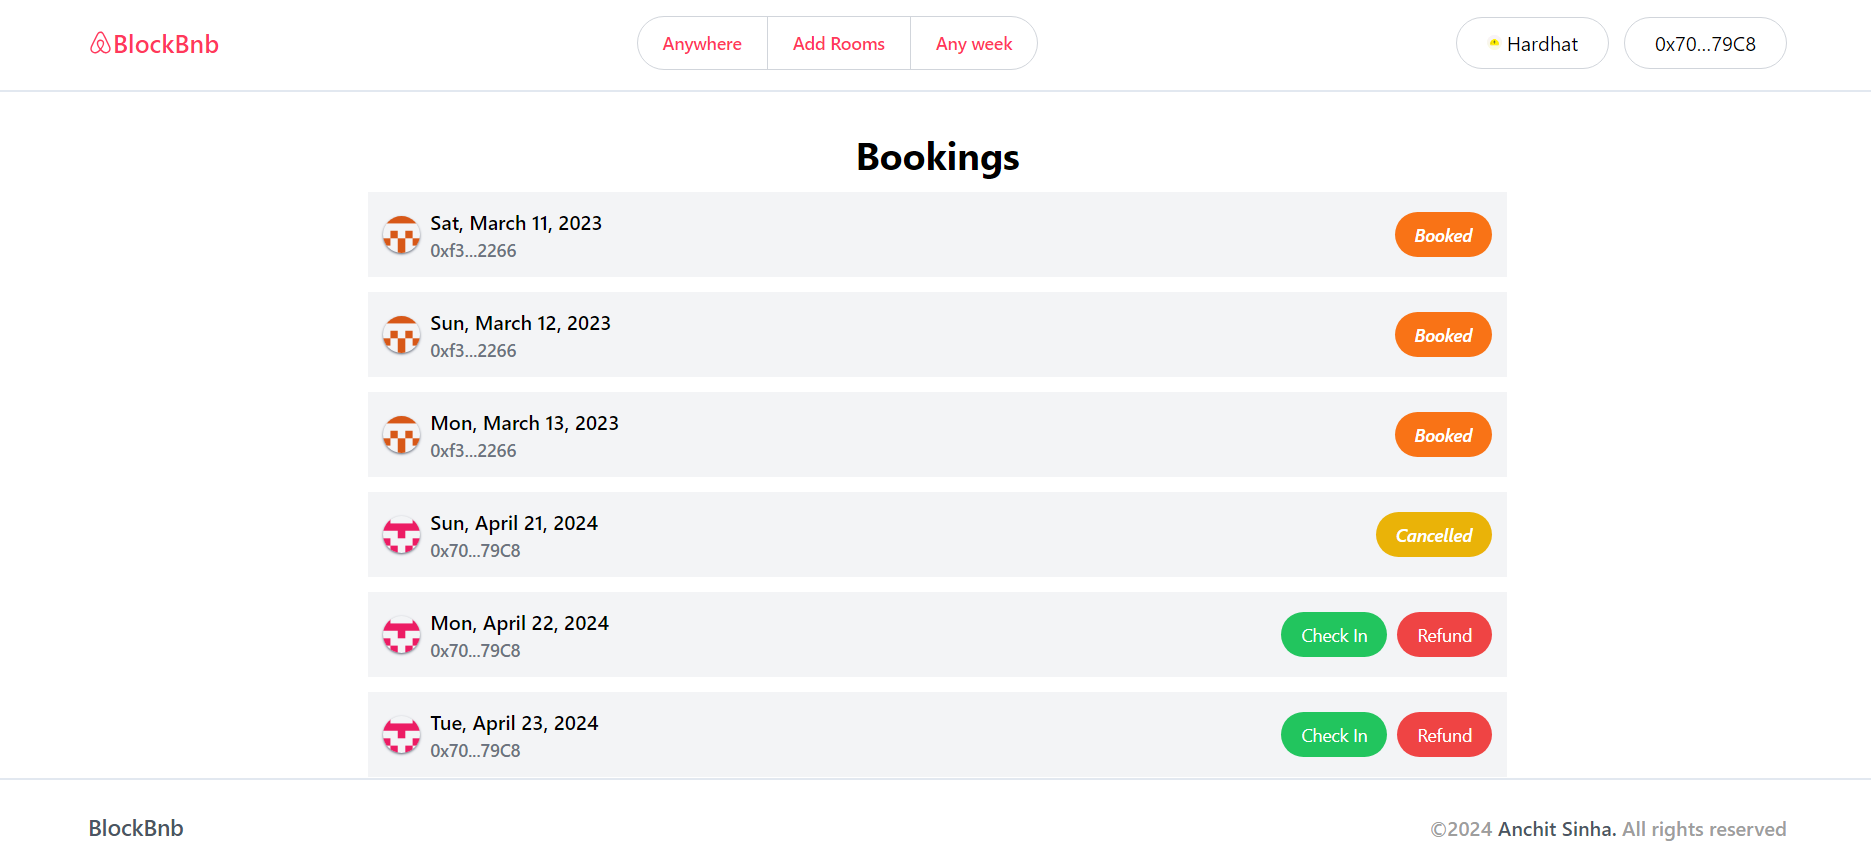 BlockBnb
Anywhere
Add Rooms
Any week
Hardhat
0x70...79C8
Bookings
Sat, March 11, 2023
0xf3...2266
Booked
Sun, March 12, 2023
0xf3...2266
Booked
Mon, March 13, 2023
0xf3...2266
Booked
Sun, April 21, 2024
0x70...79C8
Cancelled
Mon, April 22, 2024
0x70...79C8
Check In
Refund
Tue, April 23, 2024
0x70...79C8
Check In
Refund
BlockBnb
©2024 Anchit Sinha. All rights reserved